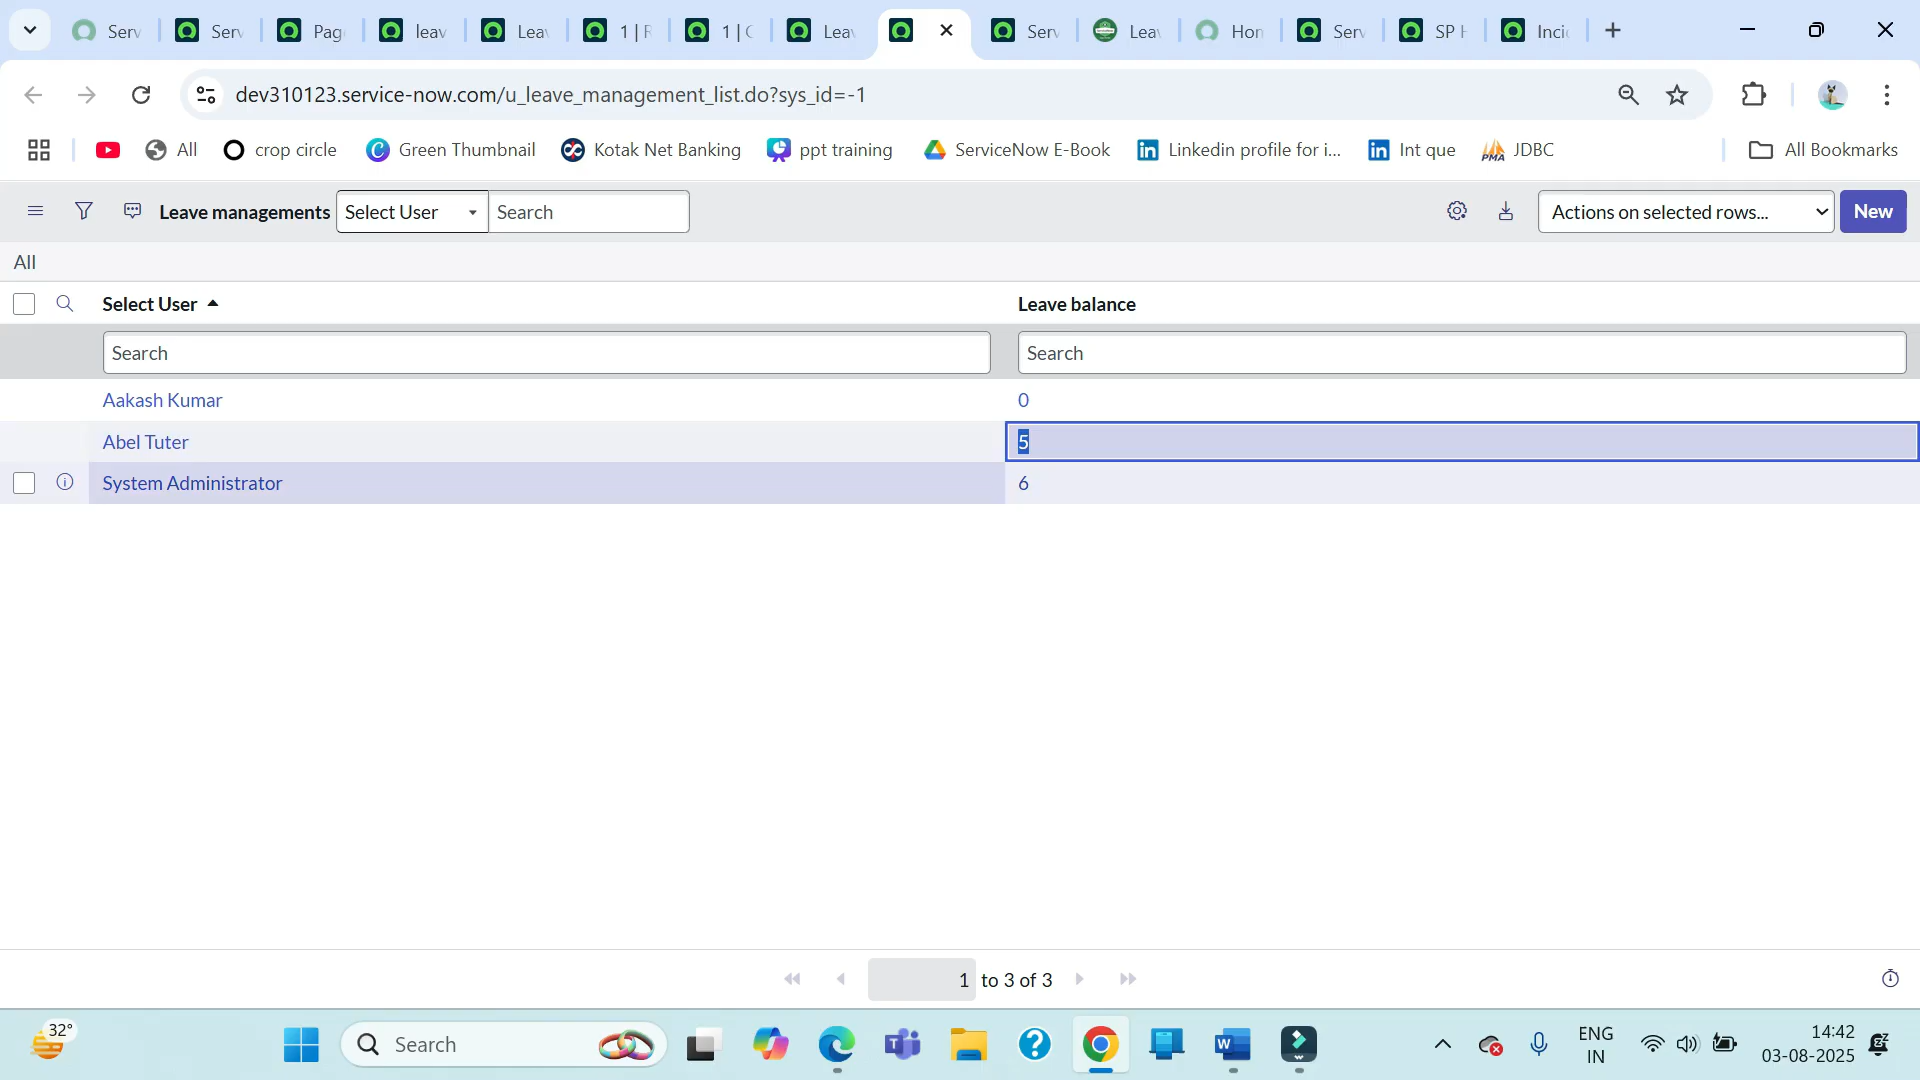 Serv
Serv
Page
leav
Leav
1 | R
1 | C
Leav
Serv
Leav
Hom
Serv
SP H
Inci
dev310123.service-now.com/u_leave_management_list.do?sys_id=-1
All
crop circle
Green Thumbnail
Kotak Net Banking
ppt training
ServiceNow E-Book
Linkedin profile for i...
Int que
JDBC
All Bookmarks
Leave managements
Select User
Search
Actions on selected rows...
New
All
Select User
Leave balance
Search
Search
Aakash Kumar
0
Abel Tuter
5
System Administrator
6
1 to 3 of 3
32°
Search
ENG
IN
14:42
03-08-2025